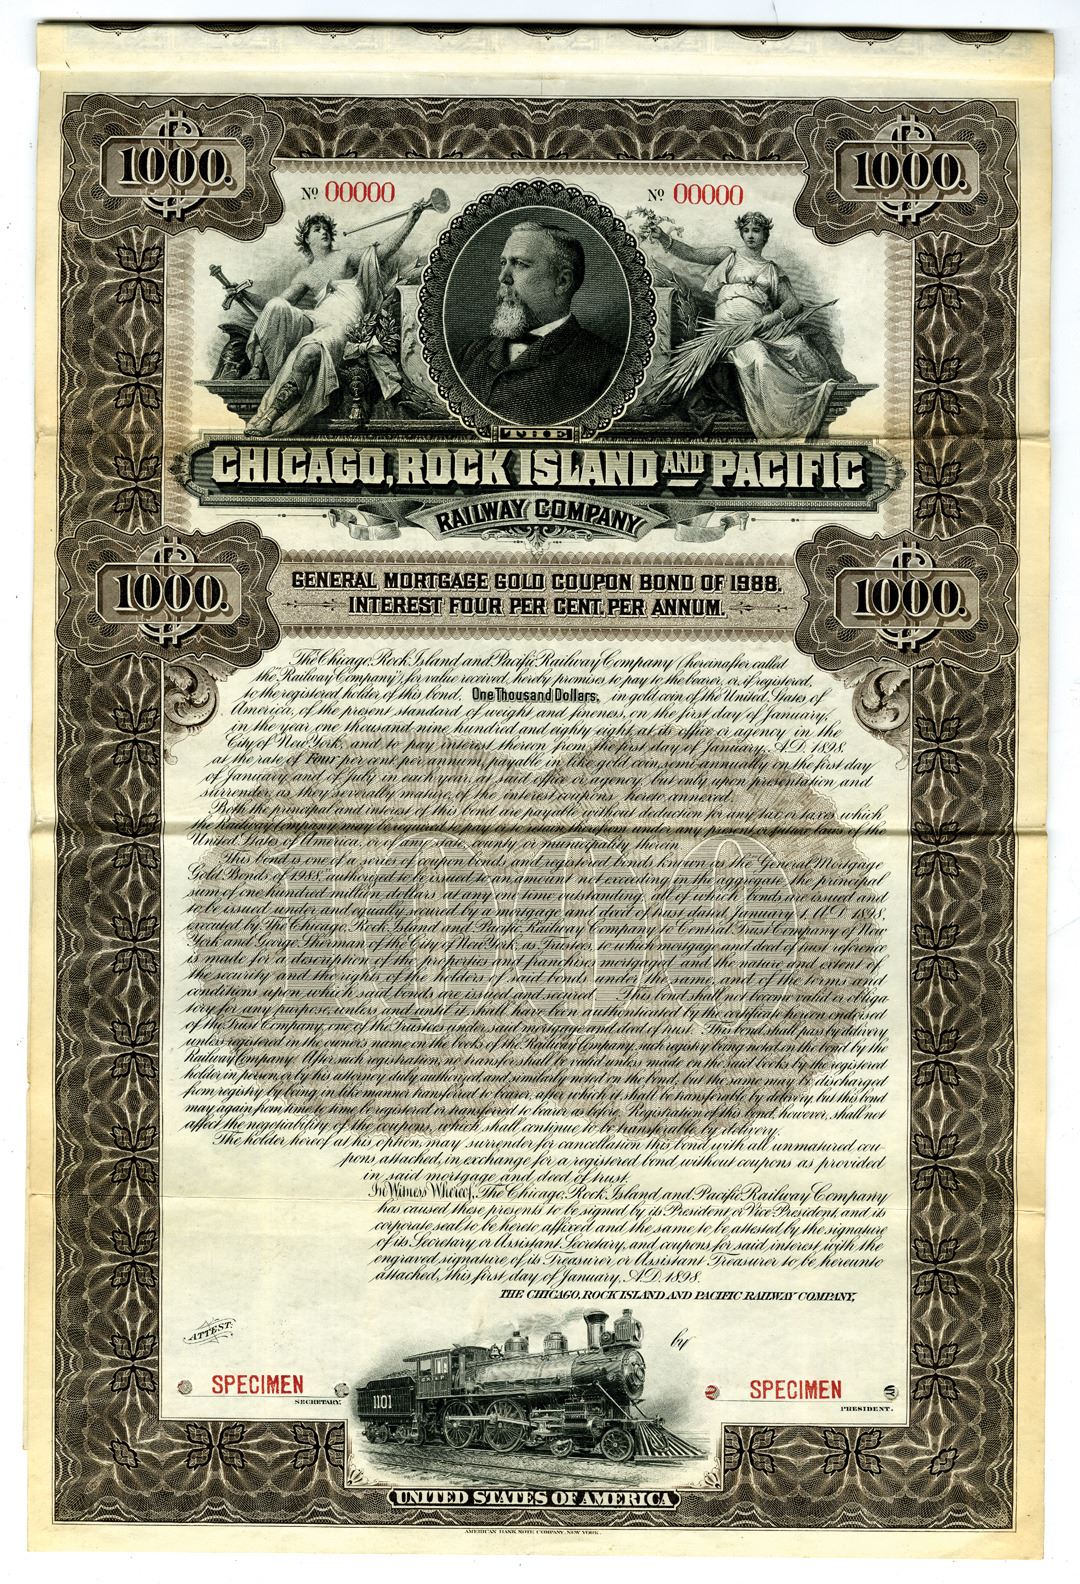 1000.
1000.
Nº 00000
Nº 00000
THE
CHICAGO, ROCK ISLAND AND PACIFIC
RAILWAY COMPANY
1000.
1000.
GENERAL MORTGAGE GOLD COUPON BOND OF 1988.
INTEREST FOUR PER CENT. PER ANNUM.
The Chicago, Rock Island and Pacific Railway Company (hereinafter called
the "Railway Company"), for value received, hereby promises to pay to the bearer, or, if registered,
to the registered holder of this bond, One Thousand Dollars, in gold coin of the United States of
America, of the present standard of weight and fineness, on the first day of January,
in the year one thousand nine hundred and eighty eight, at its office or agency in the
City of New York, and to pay interest thereon from the first day of January, A.D. 1898,
at the rate of Four per cent per annum, payable in like gold coin, semi-annually on the first day
of January and of July in each year, at said office or agency, but only upon presentation and
surrender, as they severally mature, of the interest coupons hereto annexed.
Both the principal and interest of this bond are payable without deduction for any tax or taxes which
the Railway Company may be required to pay or to retain therefrom under any present or future laws of the
United States of America, or of any state, county or municipality therein.
This bond is one of a series of coupon bonds and registered bonds known as the General Mortgage
Gold Bonds of 1988, authorized to be issued to an amount not exceeding in the aggregate the principal
sum of one hundred million dollars at any one time outstanding, all of which bonds are issued and
to be issued under and equally secured by a mortgage and deed of trust dated January 1, A.D. 1898,
executed by The Chicago, Rock Island and Pacific Railway Company to Central Trust Company of New
York and George Sherman of the City of New York, as Trustees, to which mortgage and deed of trust reference
is made for a description of the properties and franchises mortgaged and the nature and extent of
the security and the rights of the holders of said bonds under the same, and of the terms and
conditions upon which said bonds are issued and secured. This bond shall not become valid or obliga-
tory for any purpose, unless and until it shall have been authenticated by the certificate hereon endorsed
of the Trust Company, one of the Trustees under said mortgage and deed of trust. This bond shall pass by delivery
unless registered in the owner's name on the books of the Railway Company, such registry being noted on the bond by the
Railway Company. After such registration, no transfer shall be valid unless made on the said books by the registered
holder, in person, or by his attorney duly authorized and similarly noted on the bond, but the same may be discharged
from registry by being in like manner transferred to bearer, after which it shall be transferable by delivery but this bond
may again from time to time be registered or transferred to bearer as before. Registration of this bond, however, shall not
affect the negotiability of the coupons, which shall continue to be transferable by delivery.
The holder hereof at his option, may surrender for cancellation this bond, with all unmatured cou-
pons attached, in exchange for a registered bond without coupons as provided
in said mortgage and deed of trust.
In Witness Whereof, The Chicago, Rock Island and Pacific Railway Company
has caused these presents to be signed by its President or Vice-President, and its
corporate seal to be hereto affixed and the same to be attested by the signature
of its Secretary or Assistant Secretary, and coupons for said interest with the
engraved signature of its Treasurer or Assistant Treasurer to be hereunto
attached, this first day of January, A.D. 1898.
THE CHICAGO, ROCK ISLAND AND PACIFIC RAILWAY COMPANY,
ATTEST:
by
SPECIMEN
SECRETARY.
1101
SPECIMEN
PRESIDENT.
UNITED STATES OF AMERICA
AMERICAN BANK NOTE COMPANY, NEW YORK.